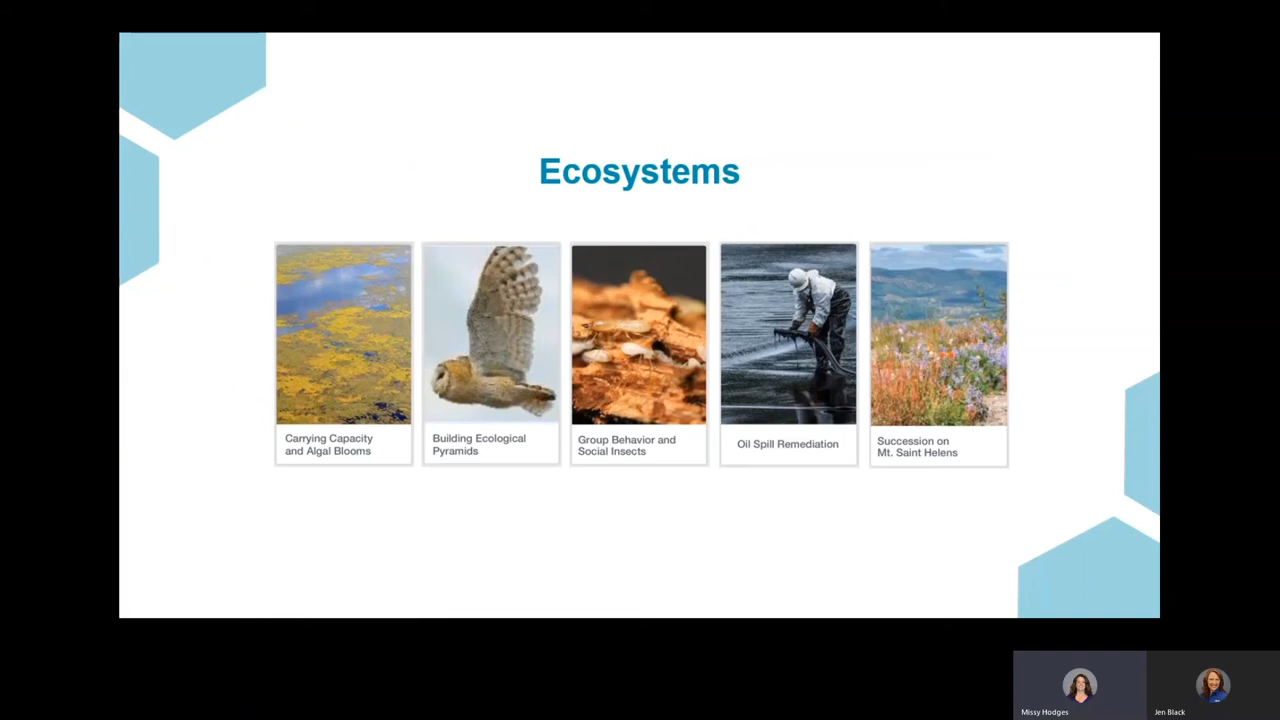 Ecosystems
Carrying Capacity
and Algal Blooms
Building Ecological
Pyramids
Group Behavior and
Social Insects
Oil Spill Remediation
Succession on
Mt. Saint Helens
Missy Hodges
Jen Black